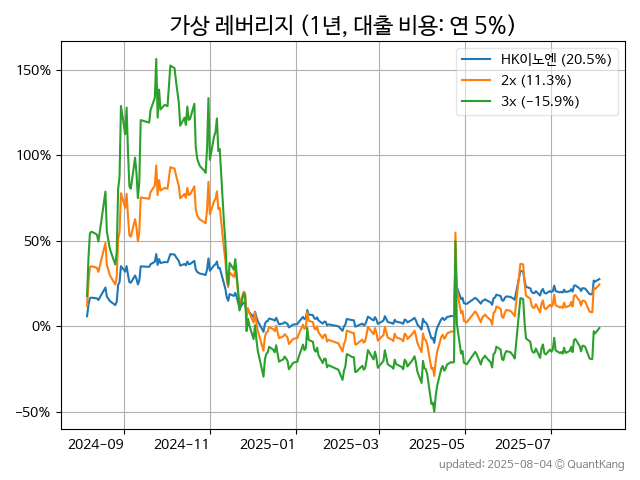 가상 레버리지 (1년, 대출 비용: 연 5%)
HK이노엔 (20.5%)
2x (11.3%)
3x (−15.9%)
150%
100%
50%
0%
−50%
2024-09 2024-11 2025-01 2025-03 2025-05 2025-07
updated: 2025-08-04 © QuantKang